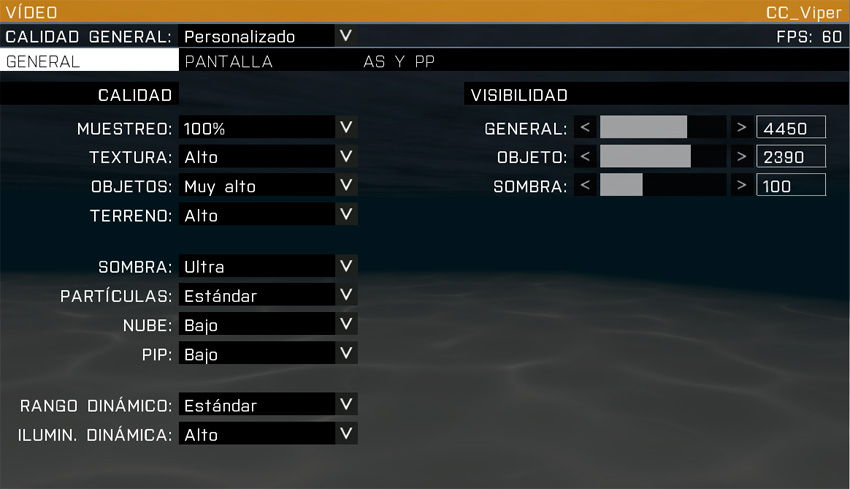 VÍDEO CC_Viper
CALIDAD GENERAL: Personalizado V FPS: 60
GENERAL PANTALLA AS Y PP
CALIDAD VISIBILIDAD
MUESTREO: 100% V GENERAL: < > 4450
TEXTURA: Alto V OBJETO: < > 2390
OBJETOS: Muy alto V SOMBRA: < > 100
TERRENO: Alto V
SOMBRA: Ultra V
PARTÍCULAS: Estándar V
NUBE: Bajo V
PIP: Bajo V
RANGO DINÁMICO: Estándar V
ILUMIN. DINÁMICA: Alto V